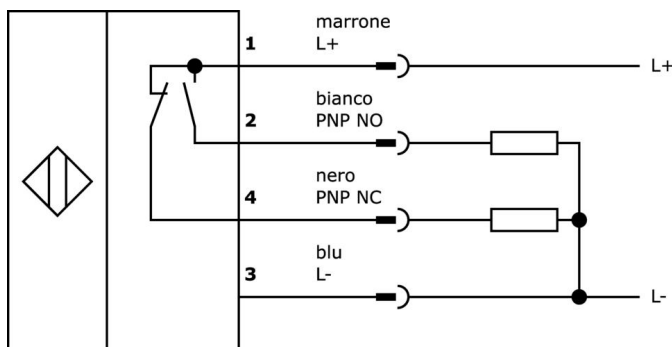 marrone
1 L+
L+
bianco
2 PNP NO
nero
4 PNP NC
blu
3 L-
L-